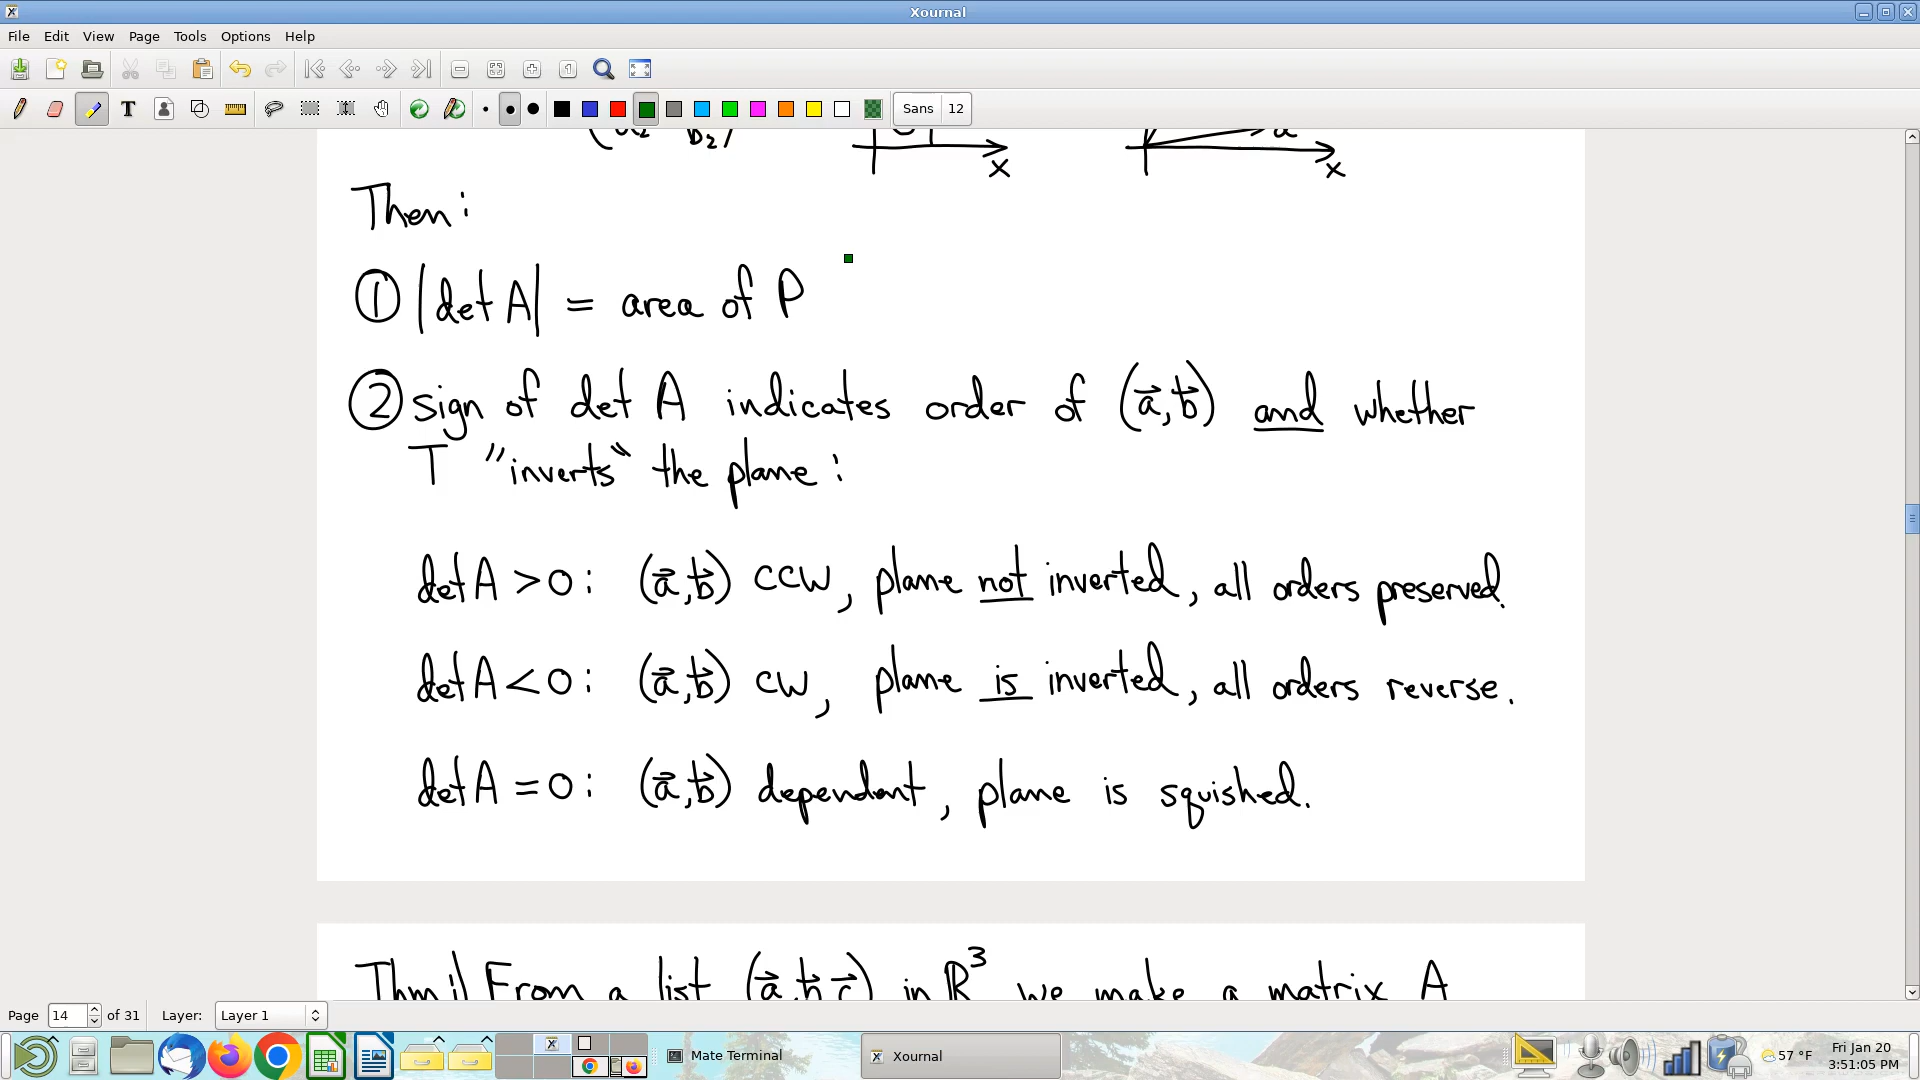 Xournal
File Edit View Page Tools Options Help
Sans 12
b₂)
x
a
x
Then:
① |det A| = area of P
② sign of det A indicates order of (a⃗,b⃗) and whether
T "inverts" the plane:
det A > 0: (a⃗,b⃗) CCW, plane not inverted, all orders preserved.
det A < 0: (a⃗,b⃗) CW, plane is inverted, all orders reverse.
det A = 0: (a⃗,b⃗) dependent, plane is squished.
Thm:) From a list (a⃗,b⃗,c⃗) in ℝ³ we make a matrix A
Page 14 of 31 Layer: Layer 1
Mate Terminal
Xournal
57 °F
Fri Jan 20
3:51:05 PM